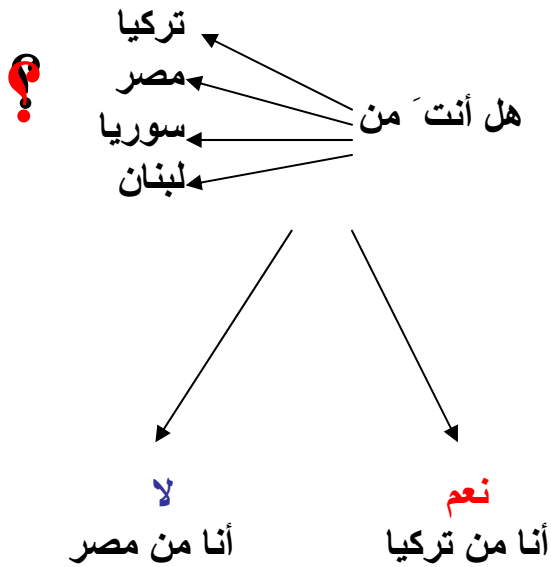 هل أنتَ من
تركيا
مصر
سوريا
لبنان
؟
نعم
أنا من تركيا
لا
أنا من مصر